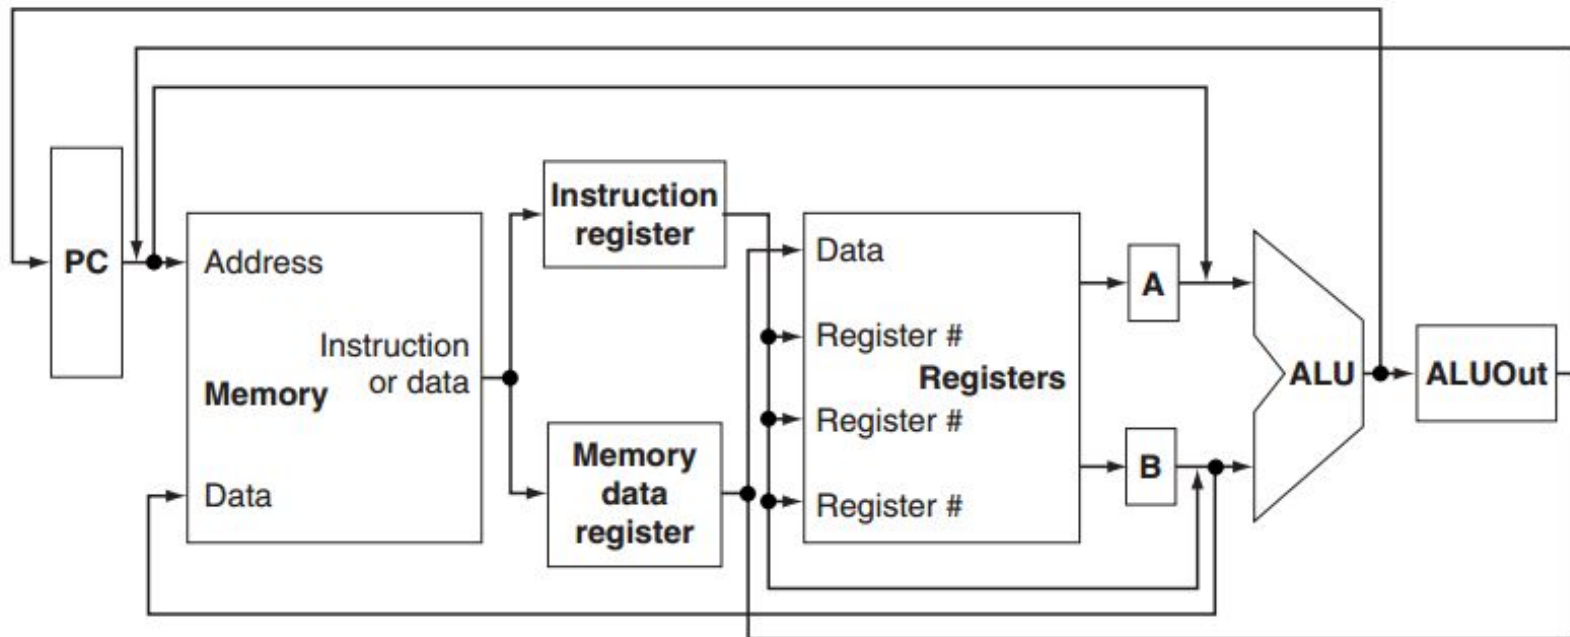 PC
Address
Memory
Instruction
or data
Data
Instruction
register
Memory
data
register
Data
Register #
Registers
Register #
Register #
A
B
ALU
ALUOut